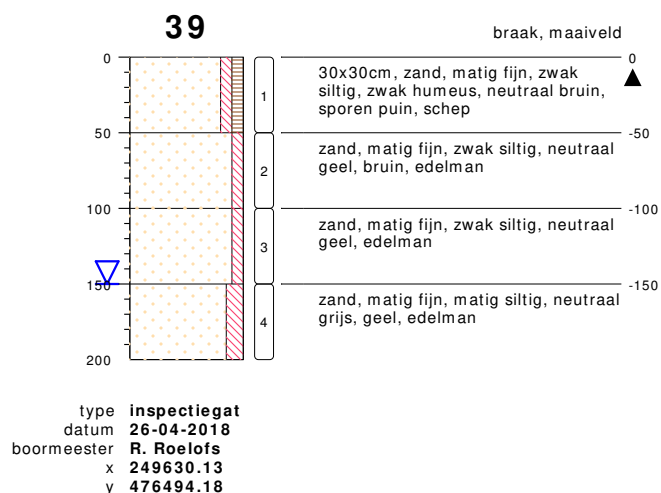 39
braak, maaiveld
0
0
1
30x30cm, zand, matig fijn, zwak
siltig, zwak humeus, neutraal bruin,
sporen puin, schep
50
-50
2
zand, matig fijn, zwak siltig, neutraal
geel, bruin, edelman
100
-100
3
zand, matig fijn, zwak siltig, neutraal
geel, edelman
150
-150
4
zand, matig fijn, matig siltig, neutraal
grijs, geel, edelman
200
type inspectiegat
datum 26-04-2018
boormeester R. Roelofs
x 249630.13
y 476494.18